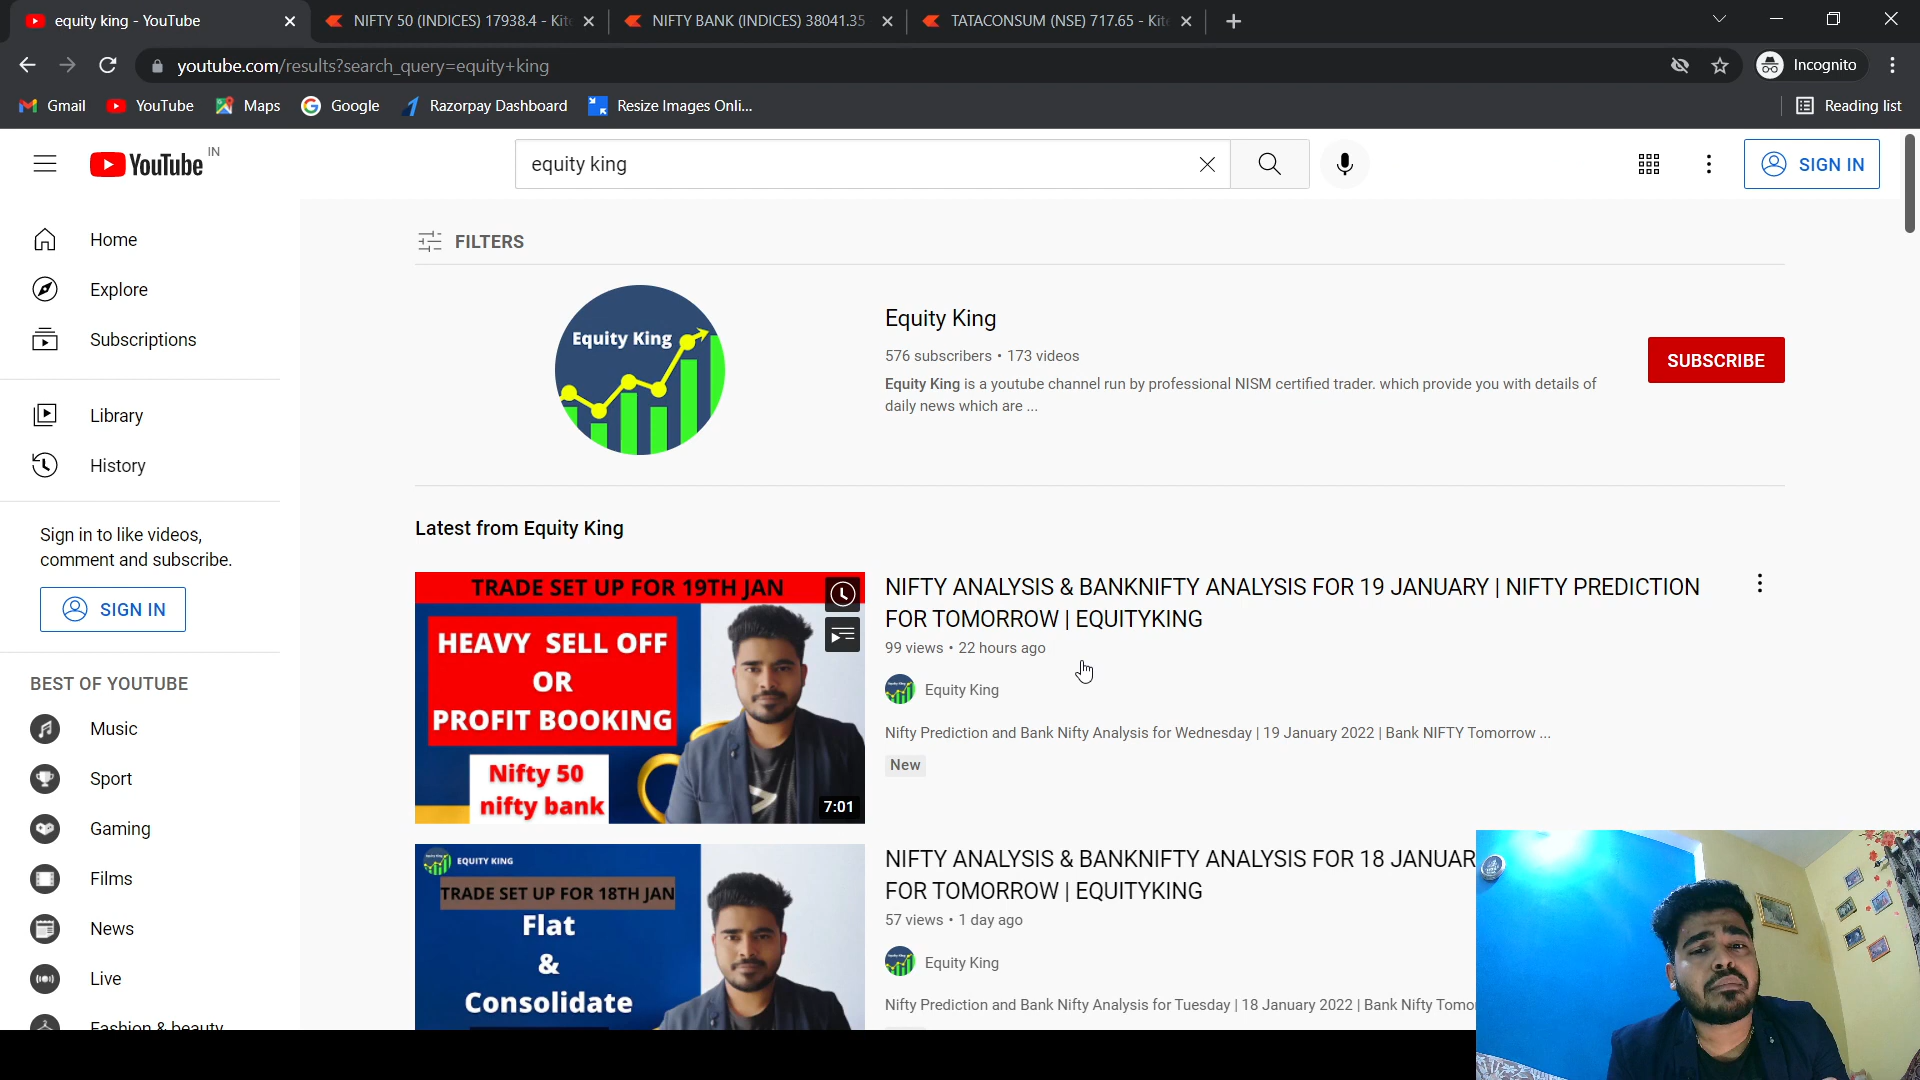 equity king - YouTube
NIFTY 50 (INDICES) 17938.4 - Kit
NIFTY BANK (INDICES) 38041.35
TATACONSUM (NSE) 717.65 - Kit
youtube.com/results?search_query=equity+king
Incognito
Gmail
YouTube
Maps
Google
Razorpay Dashboard
Resize Images Onli...
Reading list
YouTube IN
equity king
SIGN IN
Home
Explore
Subscriptions
Library
History
Sign in to like videos,
comment and subscribe.
SIGN IN
BEST OF YOUTUBE
Music
Sport
Gaming
Films
News
Live
Fashion & beauty
FILTERS
Equity King
Equity King
576 subscribers • 173 videos
Equity King is a youtube channel run by professional NISM certified trader. which provide you with details of
daily news which are ...
SUBSCRIBE
Latest from Equity King
TRADE SET UP FOR 19TH JAN
HEAVY SELL OFF
OR
PROFIT BOOKING
Nifty 50
nifty bank
7:01
NIFTY ANALYSIS & BANKNIFTY ANALYSIS FOR 19 JANUARY | NIFTY PREDICTION
FOR TOMORROW | EQUITYKING
99 views • 22 hours ago
Equity King
Nifty Prediction and Bank Nifty Analysis for Wednesday | 19 January 2022 | Bank NIFTY Tomorrow ...
New
EQUITY KING
TRADE SET UP FOR 18TH JAN
Flat
&
Consolidate
NIFTY ANALYSIS & BANKNIFTY ANALYSIS FOR 18 JANUAR
FOR TOMORROW | EQUITYKING
57 views • 1 day ago
Equity King
Nifty Prediction and Bank Nifty Analysis for Tuesday | 18 January 2022 | Bank Nifty Tomo